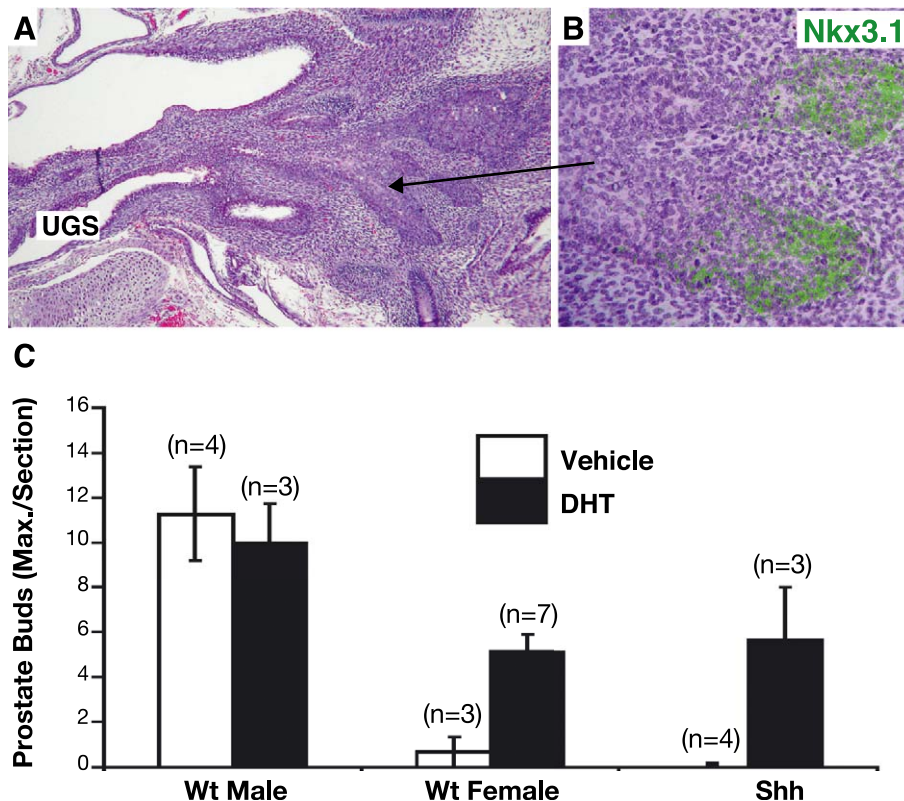 A
B
Nkx3.1
UGS
C
Prostate Buds (Max./Section)
16
14
12
10
8
6
4
2
0
(n=4)
(n=3)
(n=3)
(n=7)
(n=4)
(n=3)
Vehicle
DHT
Wt Male
Wt Female
Shh